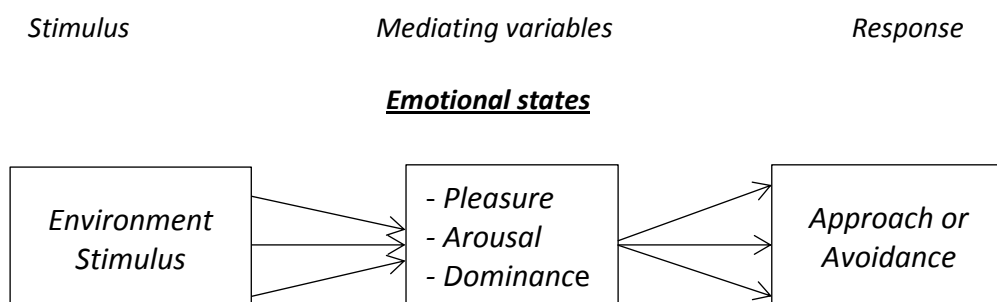 Stimulus Mediating variables Response
Emotional states
Environment
Stimulus
- Pleasure
- Arousal
- Dominance
Approach or
Avoidance